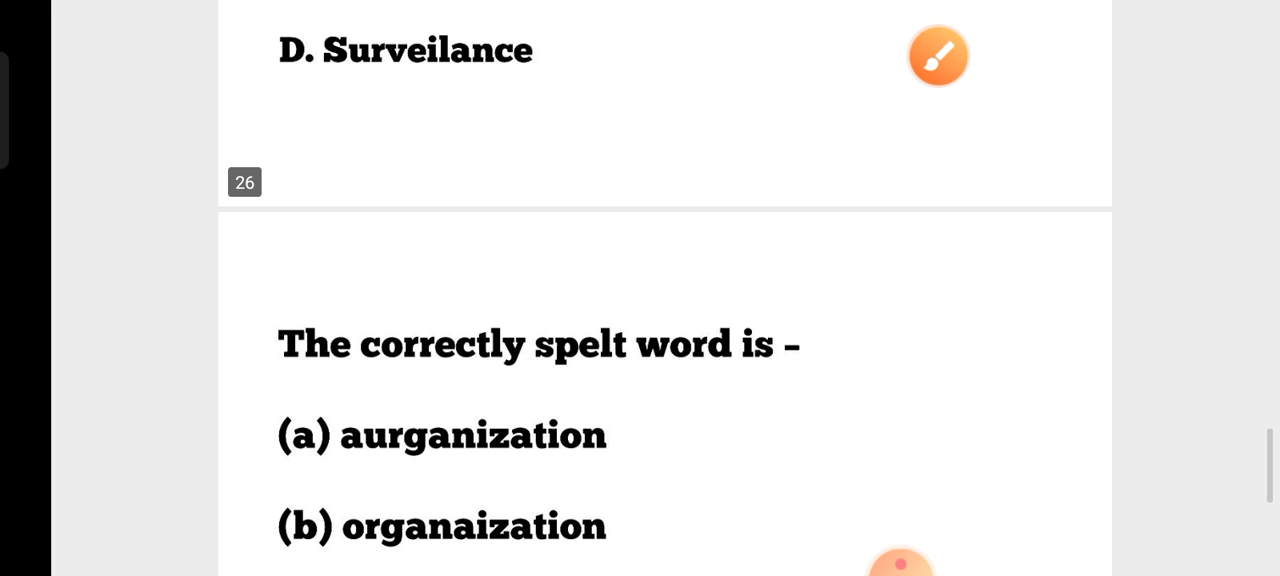 D. Surveilance
26
The correctly spelt word is –
(a) aurganization
(b) organaization